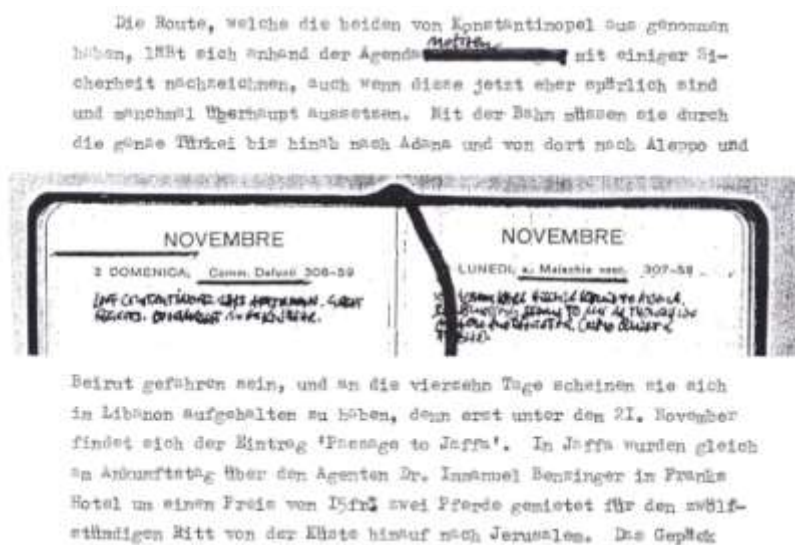 Die Route, welche die beiden von Konstantinopel aus genommen
haben, läßt sich anhand der Agendanotizen mit einiger Si-
cherheit nachzeichnen, auch wenn diese jetzt eher spärlich sind
und manchmal überhaupt aussetzen. Mit der Bahn müssen sie durch
die ganze Türkei bis hinab nach Adana und von dort nach Aleppo und
NOVEMBRE
2 DOMENICA, Comm. Defunti 306-59
NOVEMBRE
LUNEDI, s. Malachia vesc. 307-58
Beirut gefahren sein, und an die vierzehn Tage scheinen sie sich
in Libanon aufgehalten zu haben, denn erst unter den 21. November
findet sich der Eintrag 'Passage to Jaffa'. In Jaffa wurden gleich
am Ankunftstag über den Agenten Dr. Immanuel Benzinger in Franks
Hotel um einen Preis von 15frs zwei Pferde gemietet für den zwölf-
stündigen Ritt von der Küste hinauf nach Jerusalem. Das Gepäck